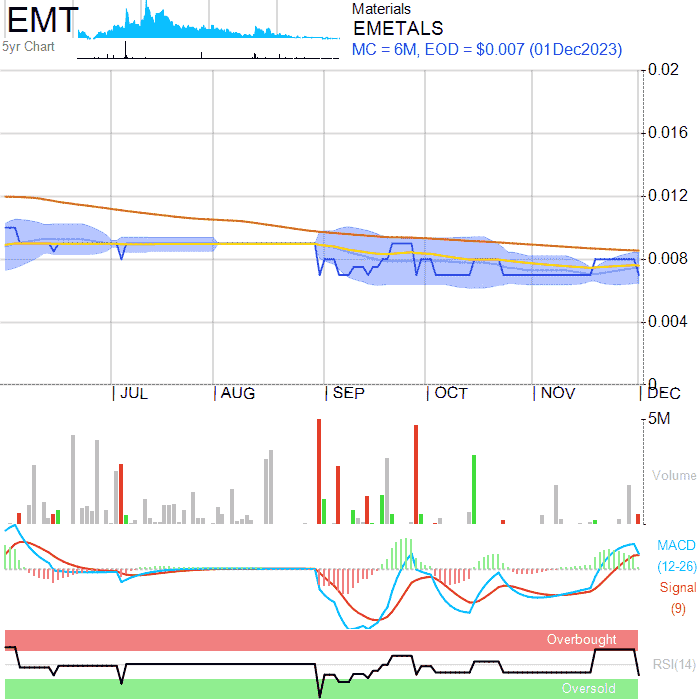 EMT
5yr Chart
Materials
EMETALS
MC = 6M, EOD = $0.007 (01Dec2023)
0.02
0.016
0.012
0.008
0.004
0
JUL
AUG
SEP
OCT
NOV
DEC
5M
Volume
MACD
(12-26)
Signal
(9)
Overbought
RSI(14)
Oversold